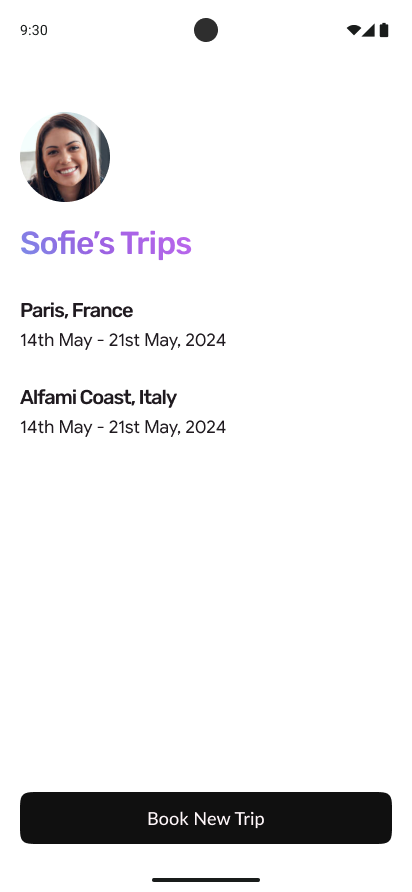 9:30
Sofie's Trips
Paris, France
14th May - 21st May, 2024
Alfami Coast, Italy
14th May - 21st May, 2024
Book New Trip